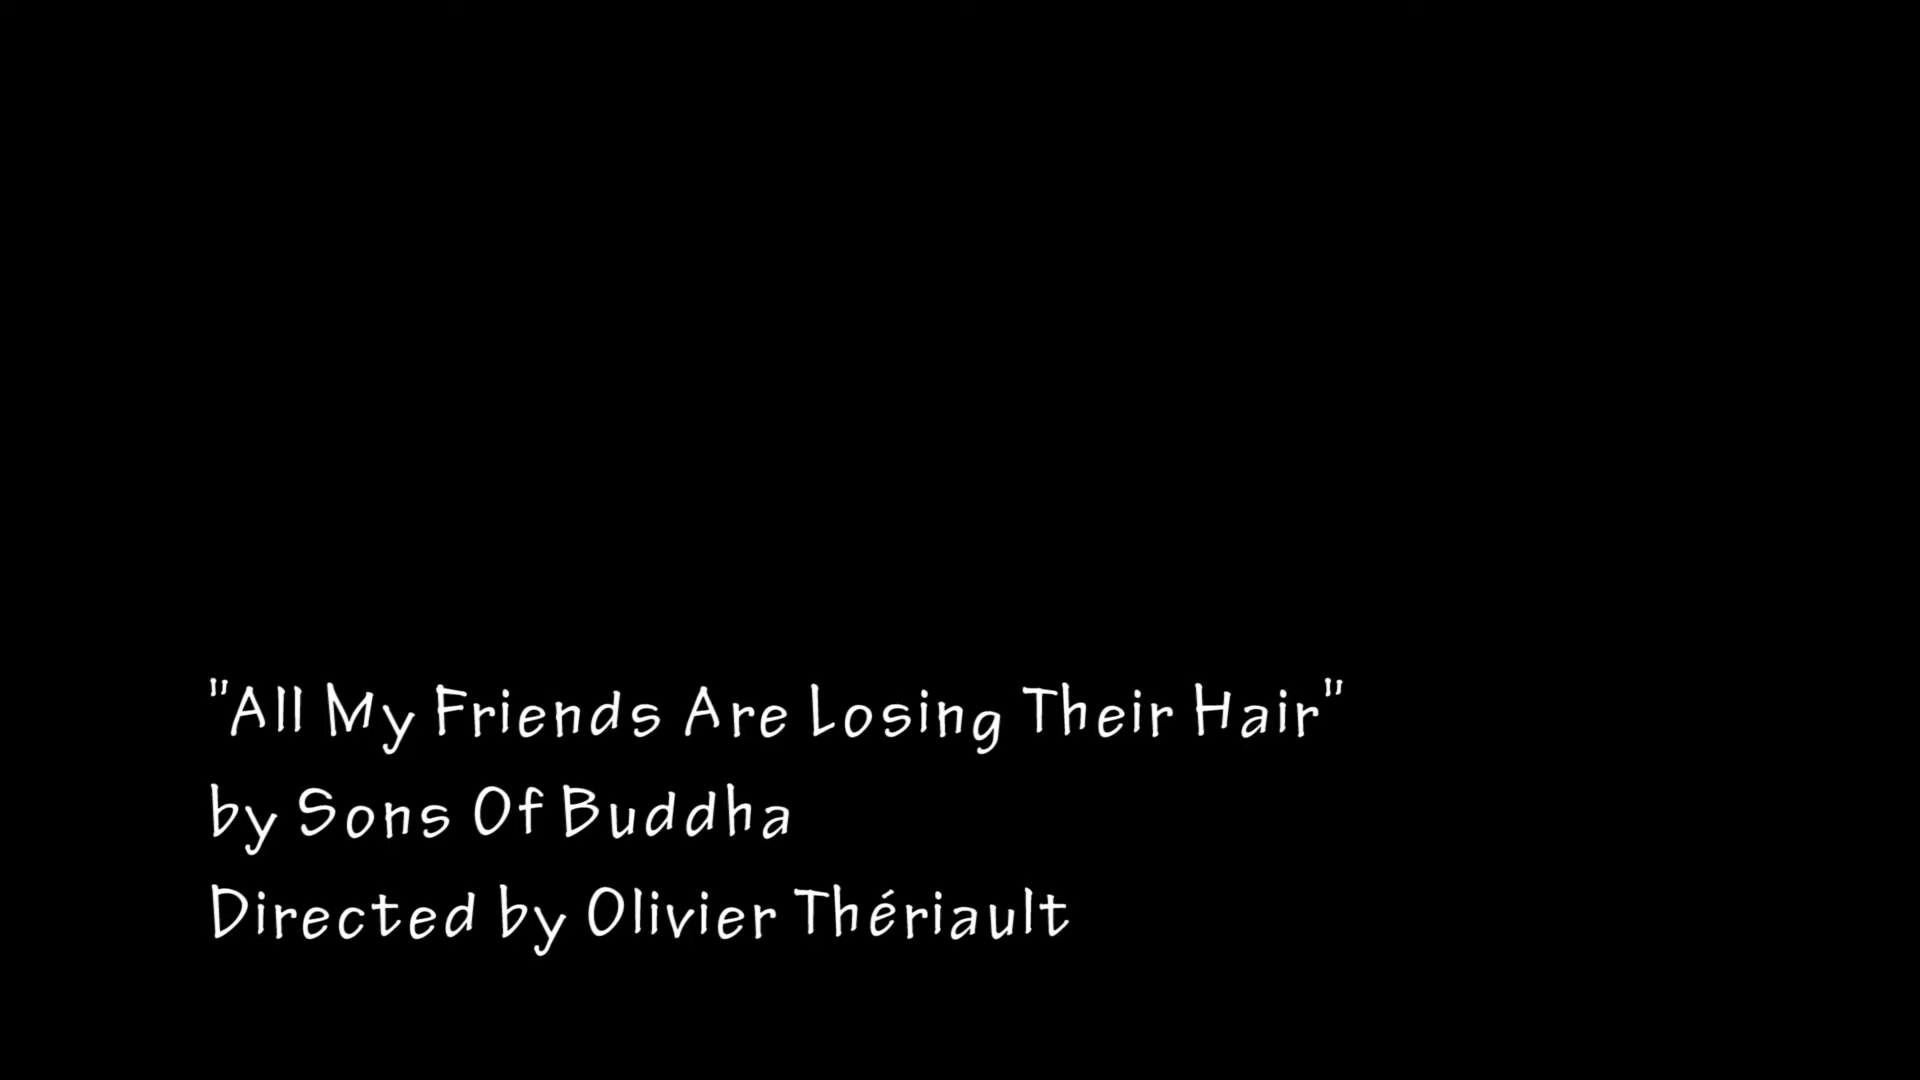 "All My Friends Are Losing Their Hair"
by Sons Of Buddha
Directed by Olivier Thériault